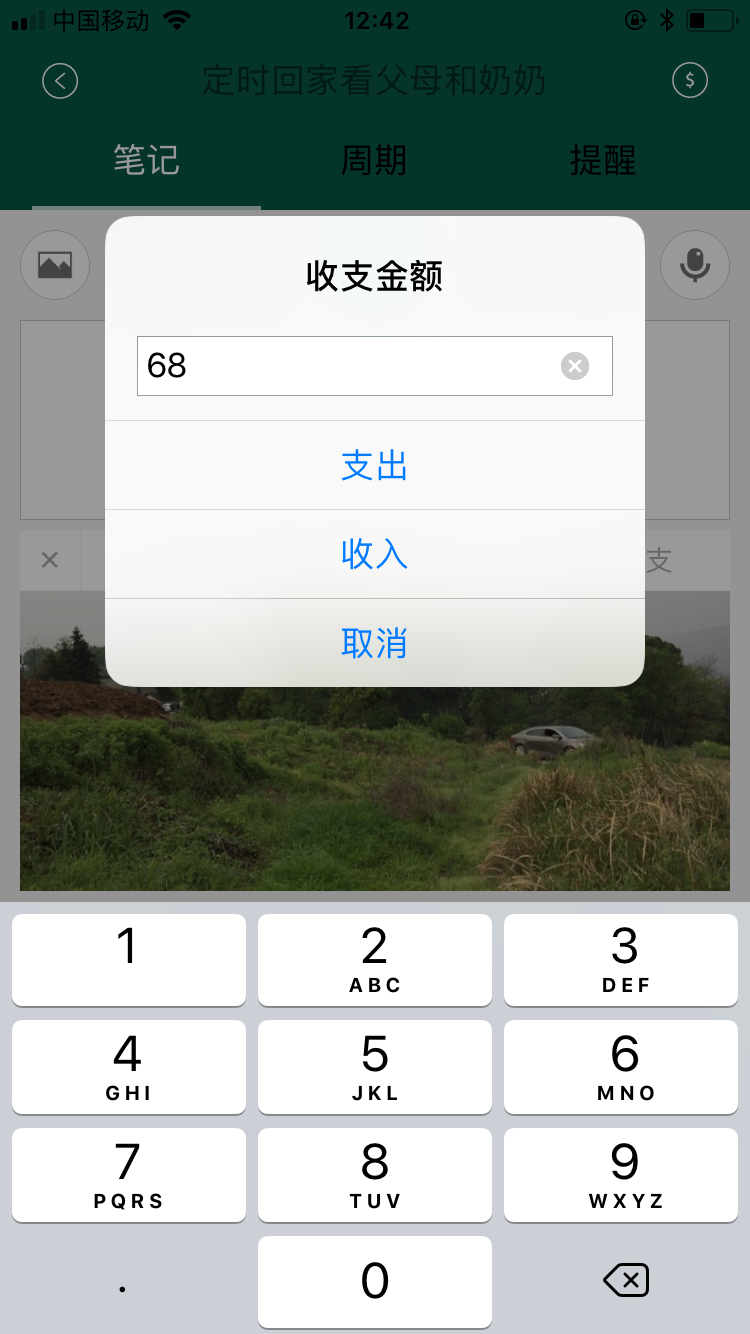 中国移动 12:42
定时回家看父母和奶奶
$
笔记 周期 提醒
收支金额
68
支出
收入
取消
支
1
2 ABC
3 DEF
4 GHI
5 JKL
6 MNO
7 PQRS
8 TUV
9 WXYZ
.
0